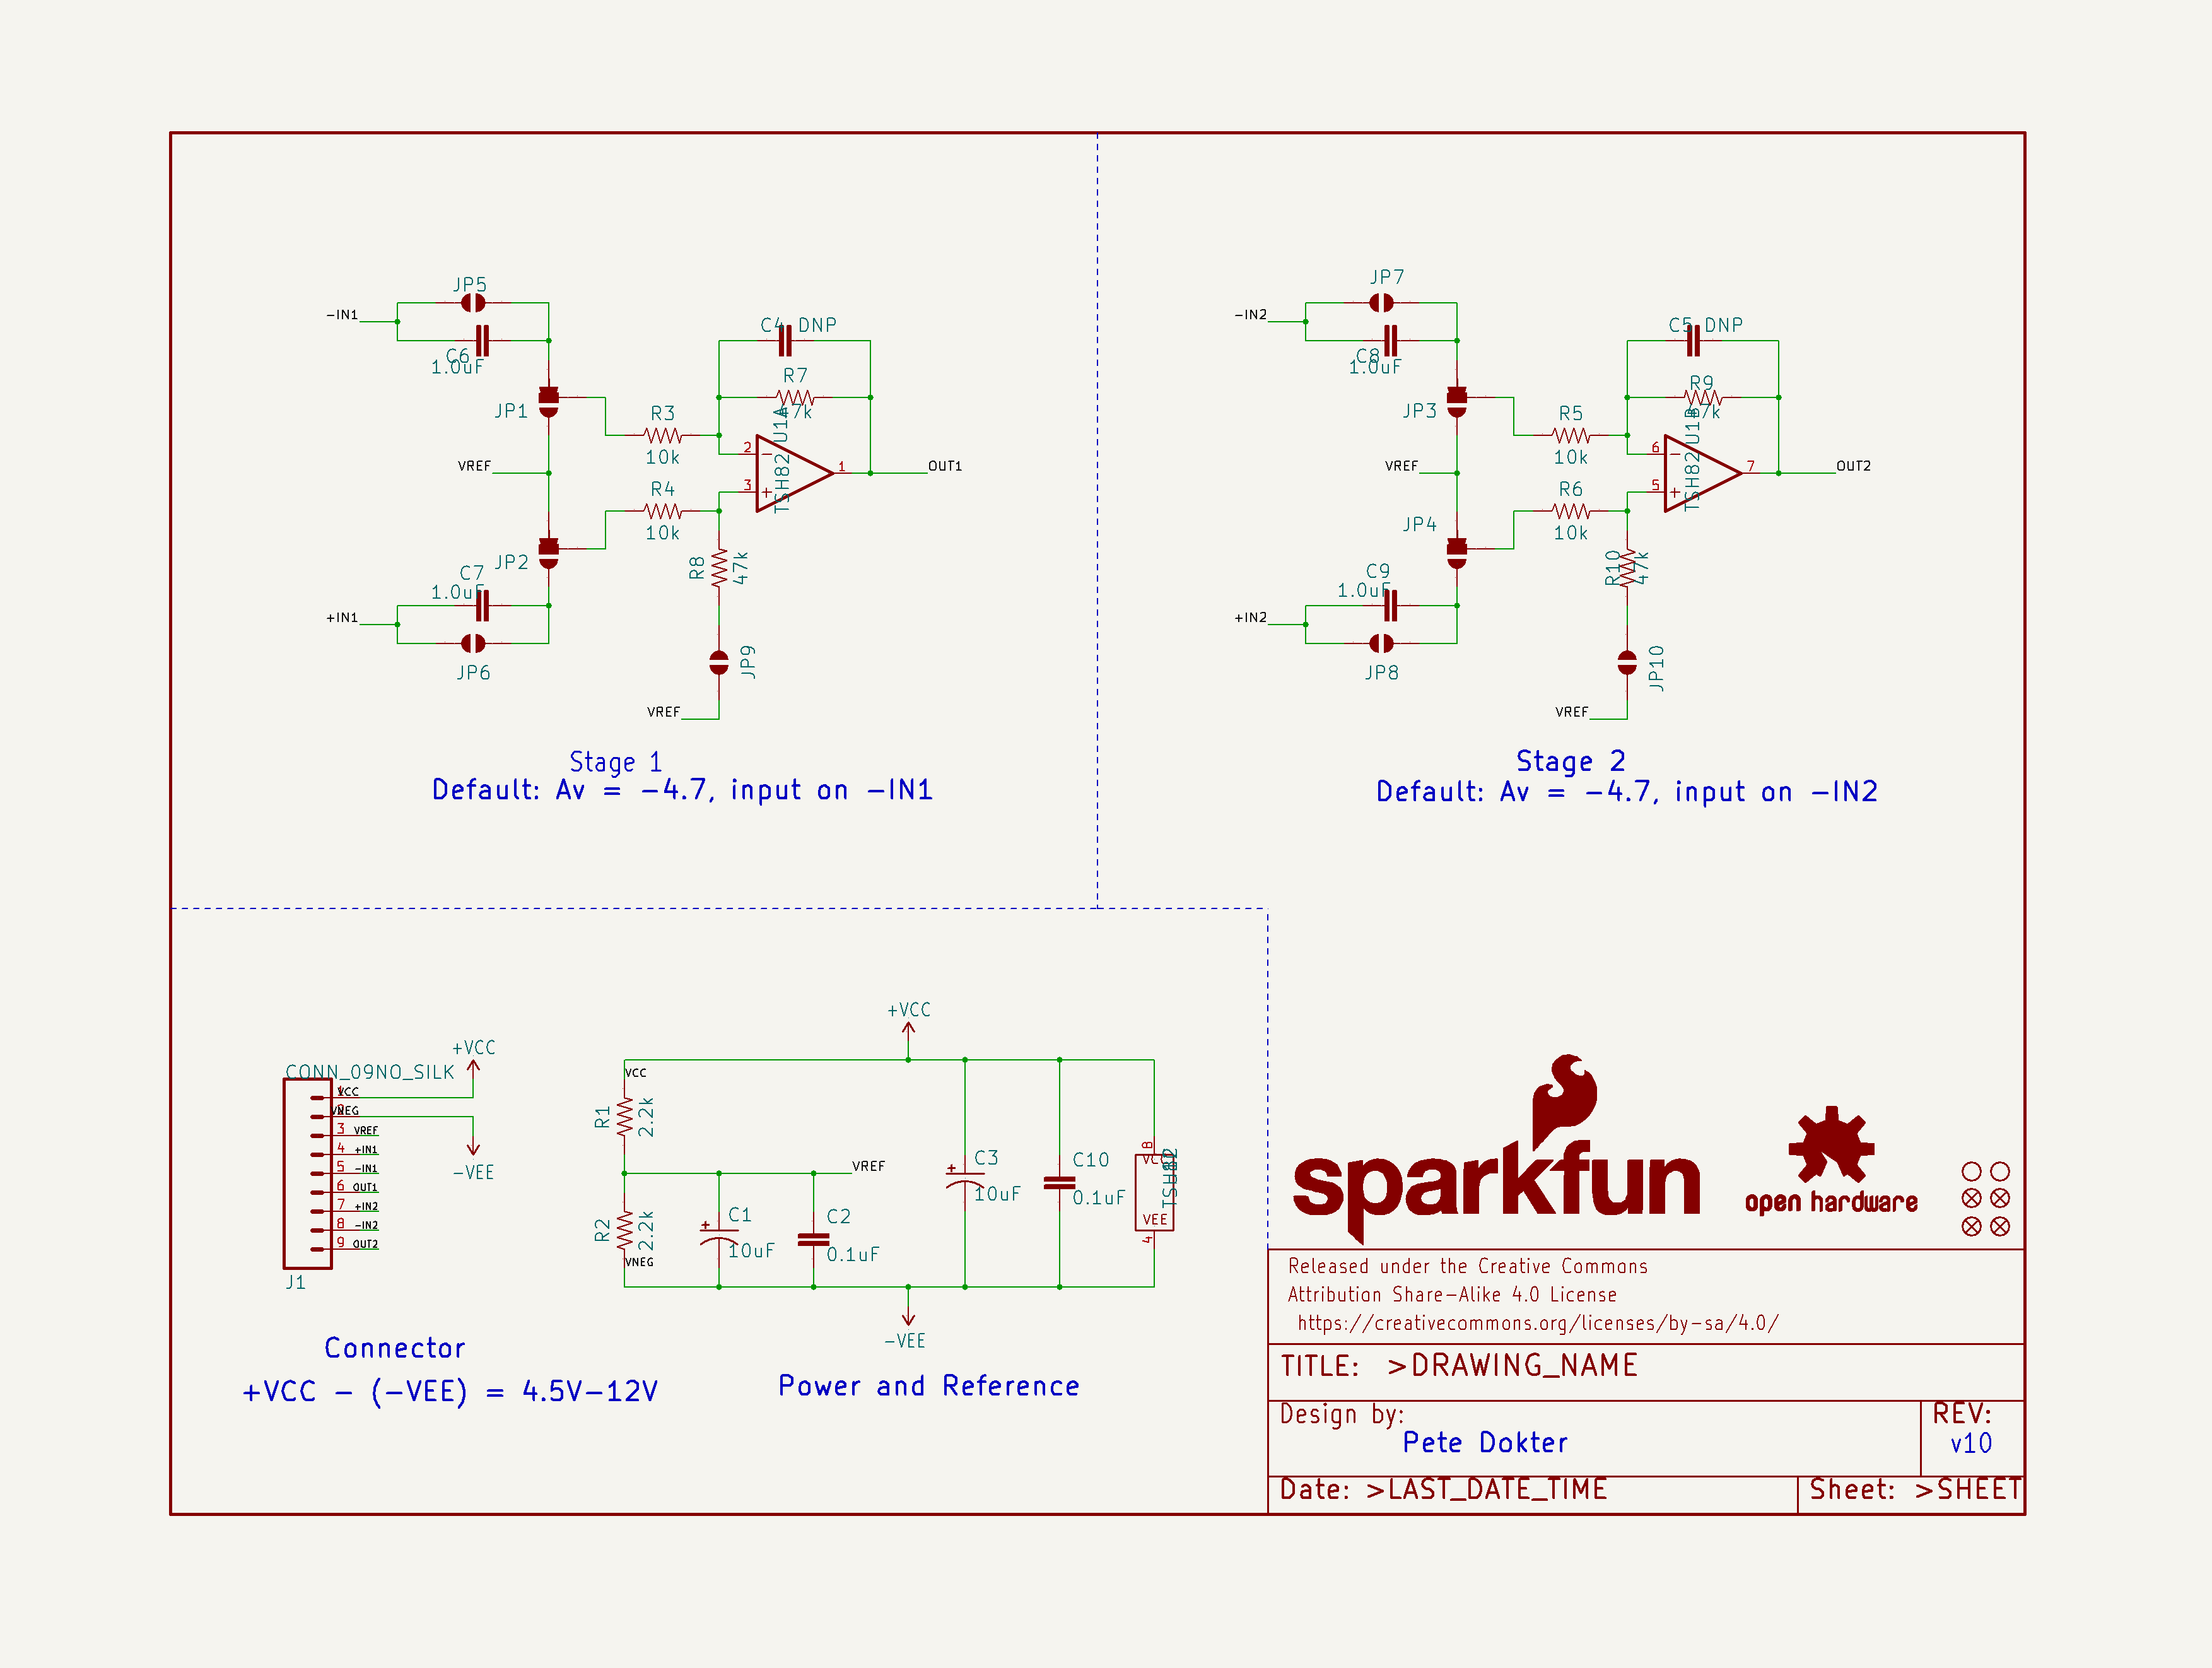 JP5
-IN1
C6
1.0uF
JP1
VREF
JP2
C7
1.0uF
+IN1
JP6
R3
10k
R4
10k
C4 DNP
R7
47k
2
3
1
TSH82 U1A
OUT1
R8
47k
JP9
VREF
Stage 1
Default: Av = -4.7, input on -IN1
JP7
-IN2
C8
1.0uF
JP3
VREF
JP4
C9
1.0uF
+IN2
JP8
R5
10k
R6
10k
C5 DNP
R9
47k
6
5
7
TSH82 U1B
OUT2
R10
47k
JP10
VREF
Stage 2
Default: Av = -4.7, input on -IN2
CONN_09NO_SILK
+VCC
VCC
VNEG
3 VREF
4 +IN1
5 -IN1
6 OUT1
7 +IN2
8 -IN2
9 OUT2
J1
-VEE
Connector
+VCC - (-VEE) = 4.5V-12V
+VCC
VCC
R1
2.2k
VREF
R2
2.2k
VNEG
C1
10uF
C2
0.1uF
C3
10uF
C10
0.1uF
8
VCC
VEE
4
-VEE
Power and Reference
sparkfun
open hardware
Released under the Creative Commons
Attribution Share-Alike 4.0 License
https://creativecommons.org/licenses/by-sa/4.0/
TITLE: >DRAWING_NAME
Design by:
Pete Dokter
REV:
v10
Date: >LAST_DATE_TIME
Sheet: >SHEET